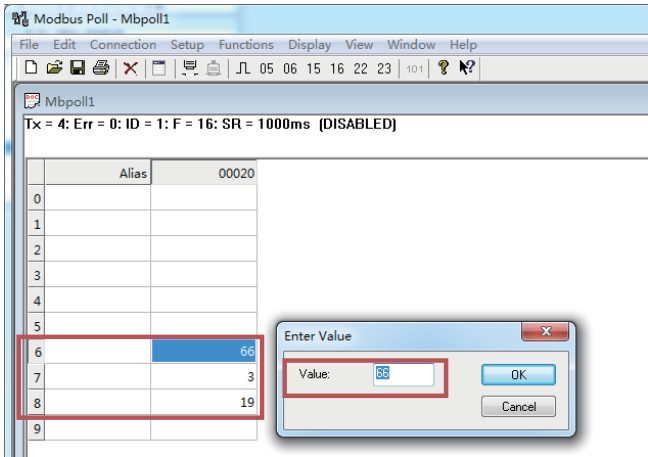 Modbus Poll - Mbpoll1
File Edit Connection Setup Functions Display View Window Help
05 06 15 16 22 23 101
Mbpoll1
Tx = 4: Err = 0: ID = 1: F = 16: SR = 1000ms (DISABLED)
Alias 00020
0
1
2
3
4
5
6 66
7 3
8 19
9
Enter Value
Value: 66
OK
Cancel